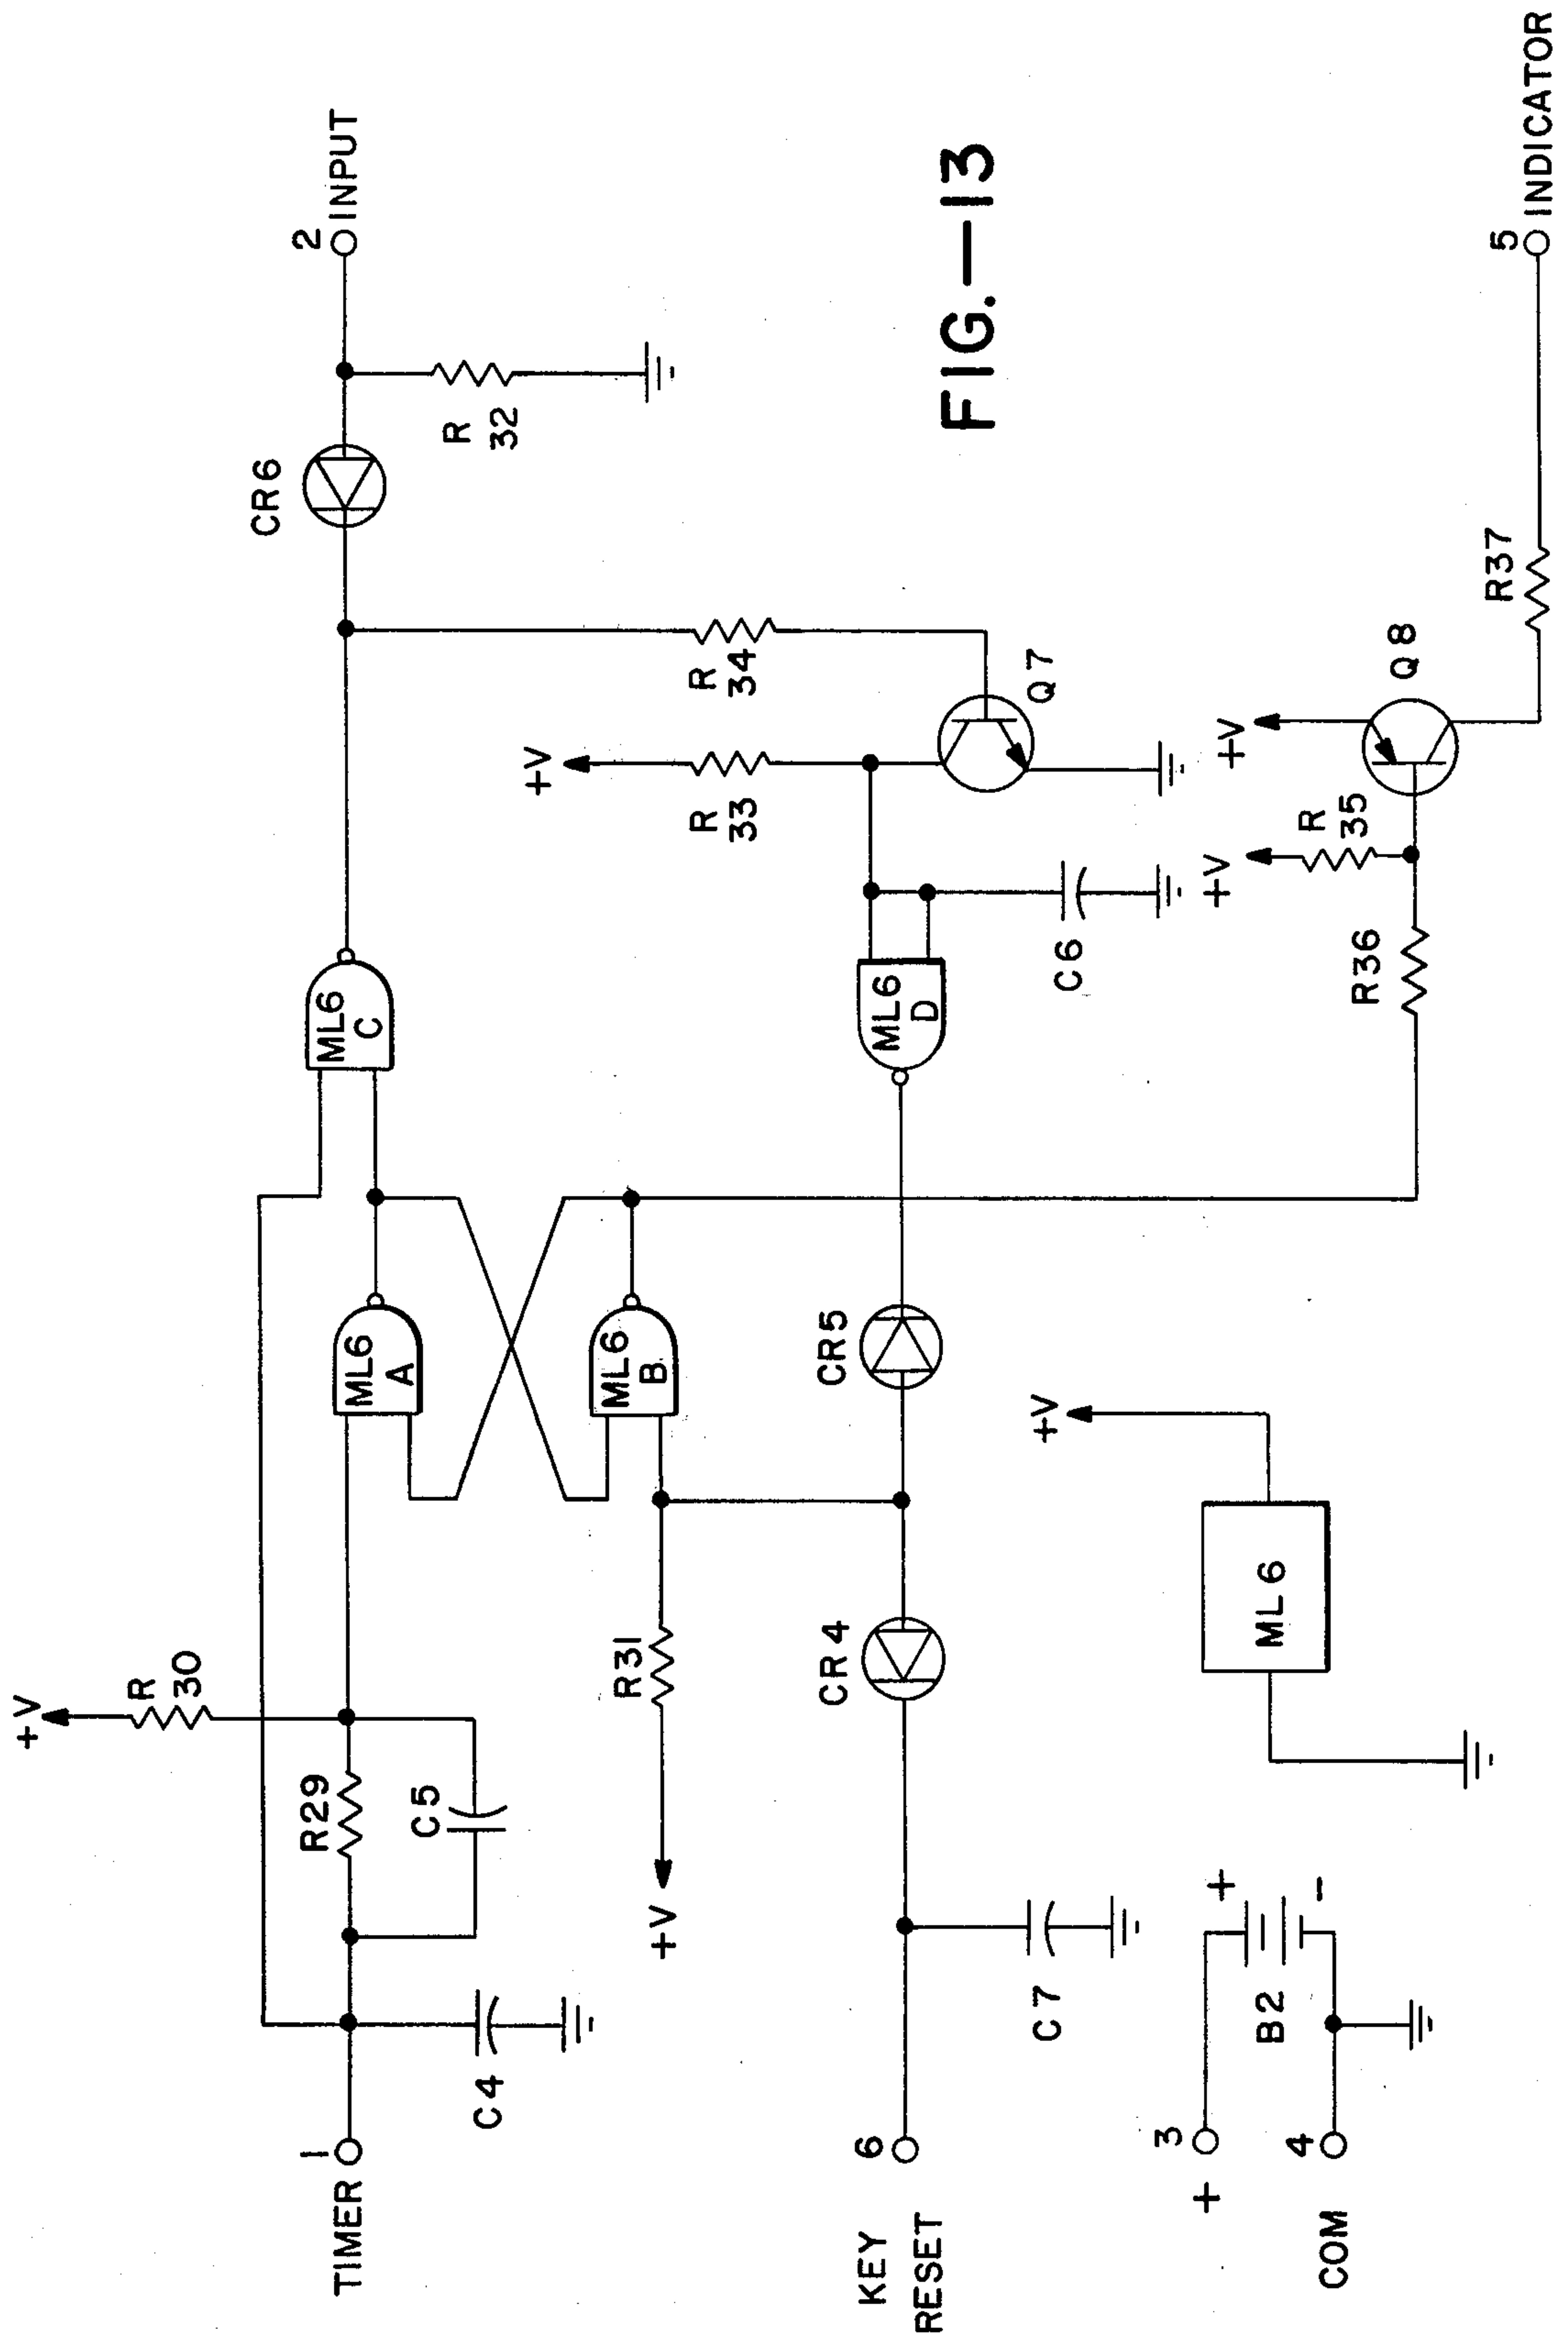 +V
R
30
R29
C5
C4
TIMER
1
ML6
A
ML6
C
CR6
2
INPUT
R
32
R31
+V
ML6
B
R
34
+V
R
33
Q7
ML6
D
C6
CR5
CR4
6
KEY
RESET
C7
+V
R
35
+V
Q8
R36
R37
5
INDICATOR
+V
ML6
3
+
4
COM
B2
+
-
FIG.-13